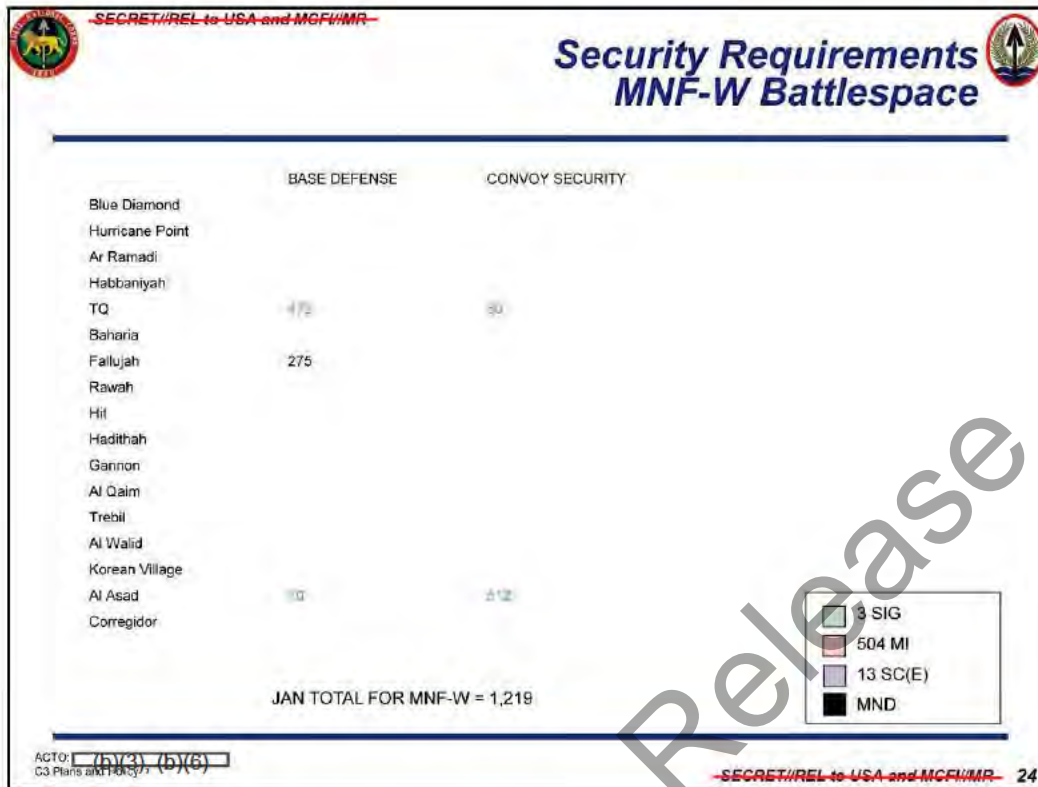 SECRET//REL to USA and MCFI//MR
Security Requirements
MNF-W Battlespace
BASE DEFENSE CONVOY SECURITY
Blue Diamond
Hurricane Point
Ar Ramadi
Habbaniyah
TQ
Baharia
Fallujah 275
Rawah
Hit
Hadithah
Gannon
Al Qaim
Trebil
Al Walid
Korean Village
Al Asad
Corregidor
3 SIG
504 MI
13 SC(E)
MND
JAN TOTAL FOR MNF-W = 1,219
Release
ACTO: (b)(3), (b)(6)
C3 Plans and Policy
SECRET//REL to USA and MCFI//MR 24